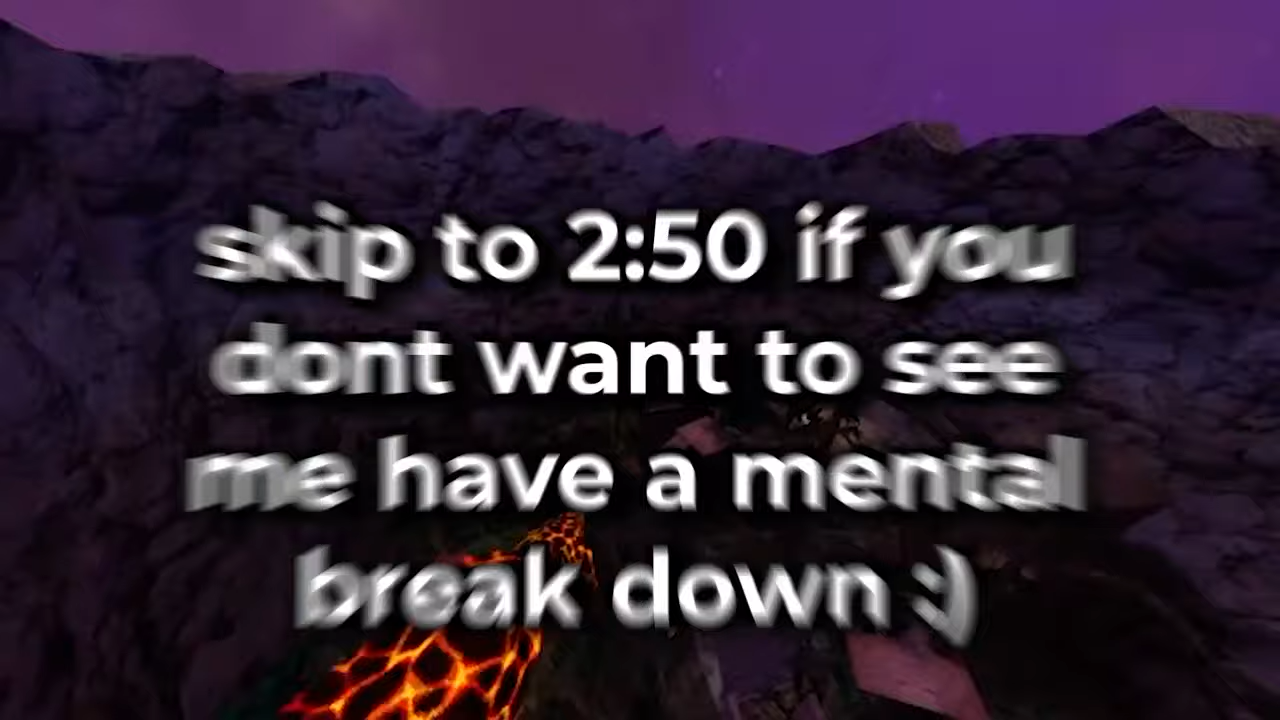 skip to 2:50 if you
dont want to see
me have a mental
break down :)